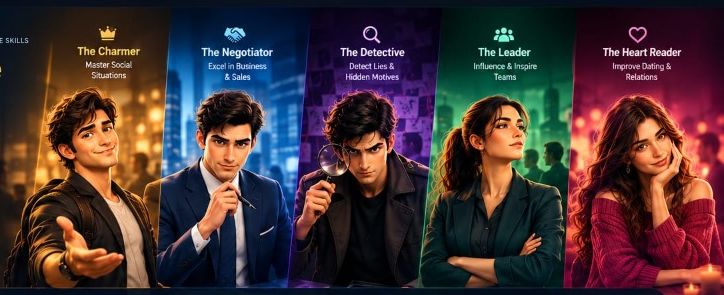 E SKILLS
The Charmer
Master Social
Situations
The Negotiator
Excel in Business
& Sales
The Detective
Detect Lies &
Hidden Motives
The Leader
Influence & Inspire
Teams
The Heart Reader
Improve Dating &
Relations